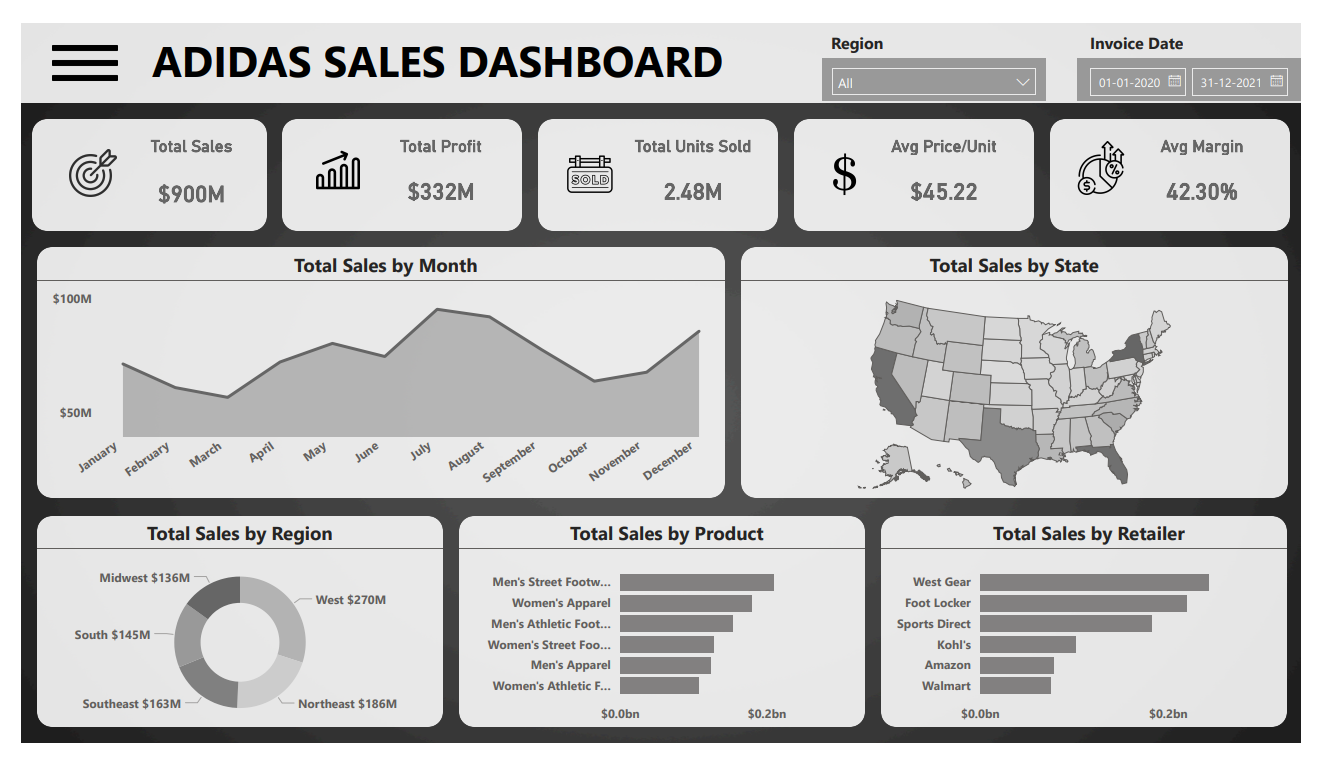 ADIDAS SALES DASHBOARD
Region
All
Invoice Date
01-01-2020
31-12-2021
Total Sales
$900M
Total Profit
$332M
SOLD
Total Units Sold
2.48M
$
Avg Price/Unit
$45.22
$ %
Avg Margin
42.30%
Total Sales by Month
$100M
$50M
January
February
March
April
May
June
July
August
September
October
November
December
Total Sales by State
Total Sales by Region
Midwest $136M
West $270M
South $145M
Southeast $163M
Northeast $186M
Total Sales by Product
Men's Street Footw...
Women's Apparel
Men's Athletic Foot...
Women's Street Foo...
Men's Apparel
Women's Athletic F...
$0.0bn
$0.2bn
Total Sales by Retailer
West Gear
Foot Locker
Sports Direct
Kohl's
Amazon
Walmart
$0.0bn
$0.2bn